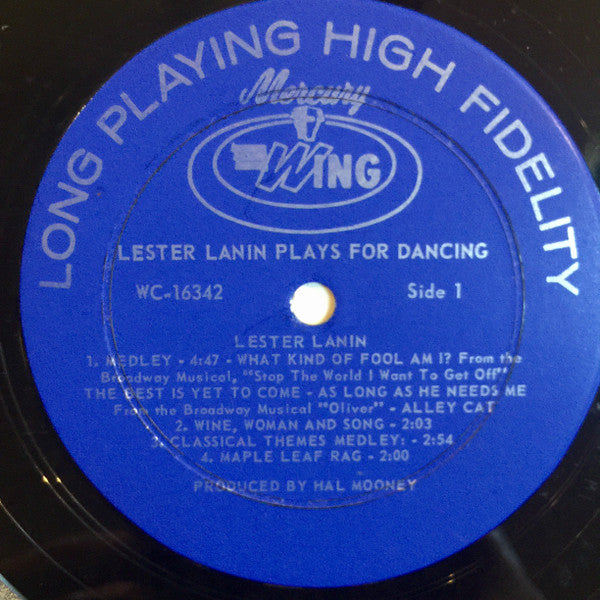 LONG PLAYING HIGH FIDELITY
Mercury
WING
LESTER LANIN PLAYS FOR DANCING
WC-16342 Side 1
LESTER LANIN
1. MEDLEY - 4:47 - WHAT KIND OF FOOL AM I? From the
Broadway Musical, "Stop The World I Want To Get Off"
THE BEST IS YET TO COME - AS LONG AS HE NEEDS ME
From the Broadway Musical "Oliver" - ALLEY CAT
2. WINE, WOMAN AND SONG - 2:03
3. CLASSICAL THEMES MEDLEY: - 2:54
4. MAPLE LEAF RAG - 2:00
PRODUCED BY HAL MOONEY